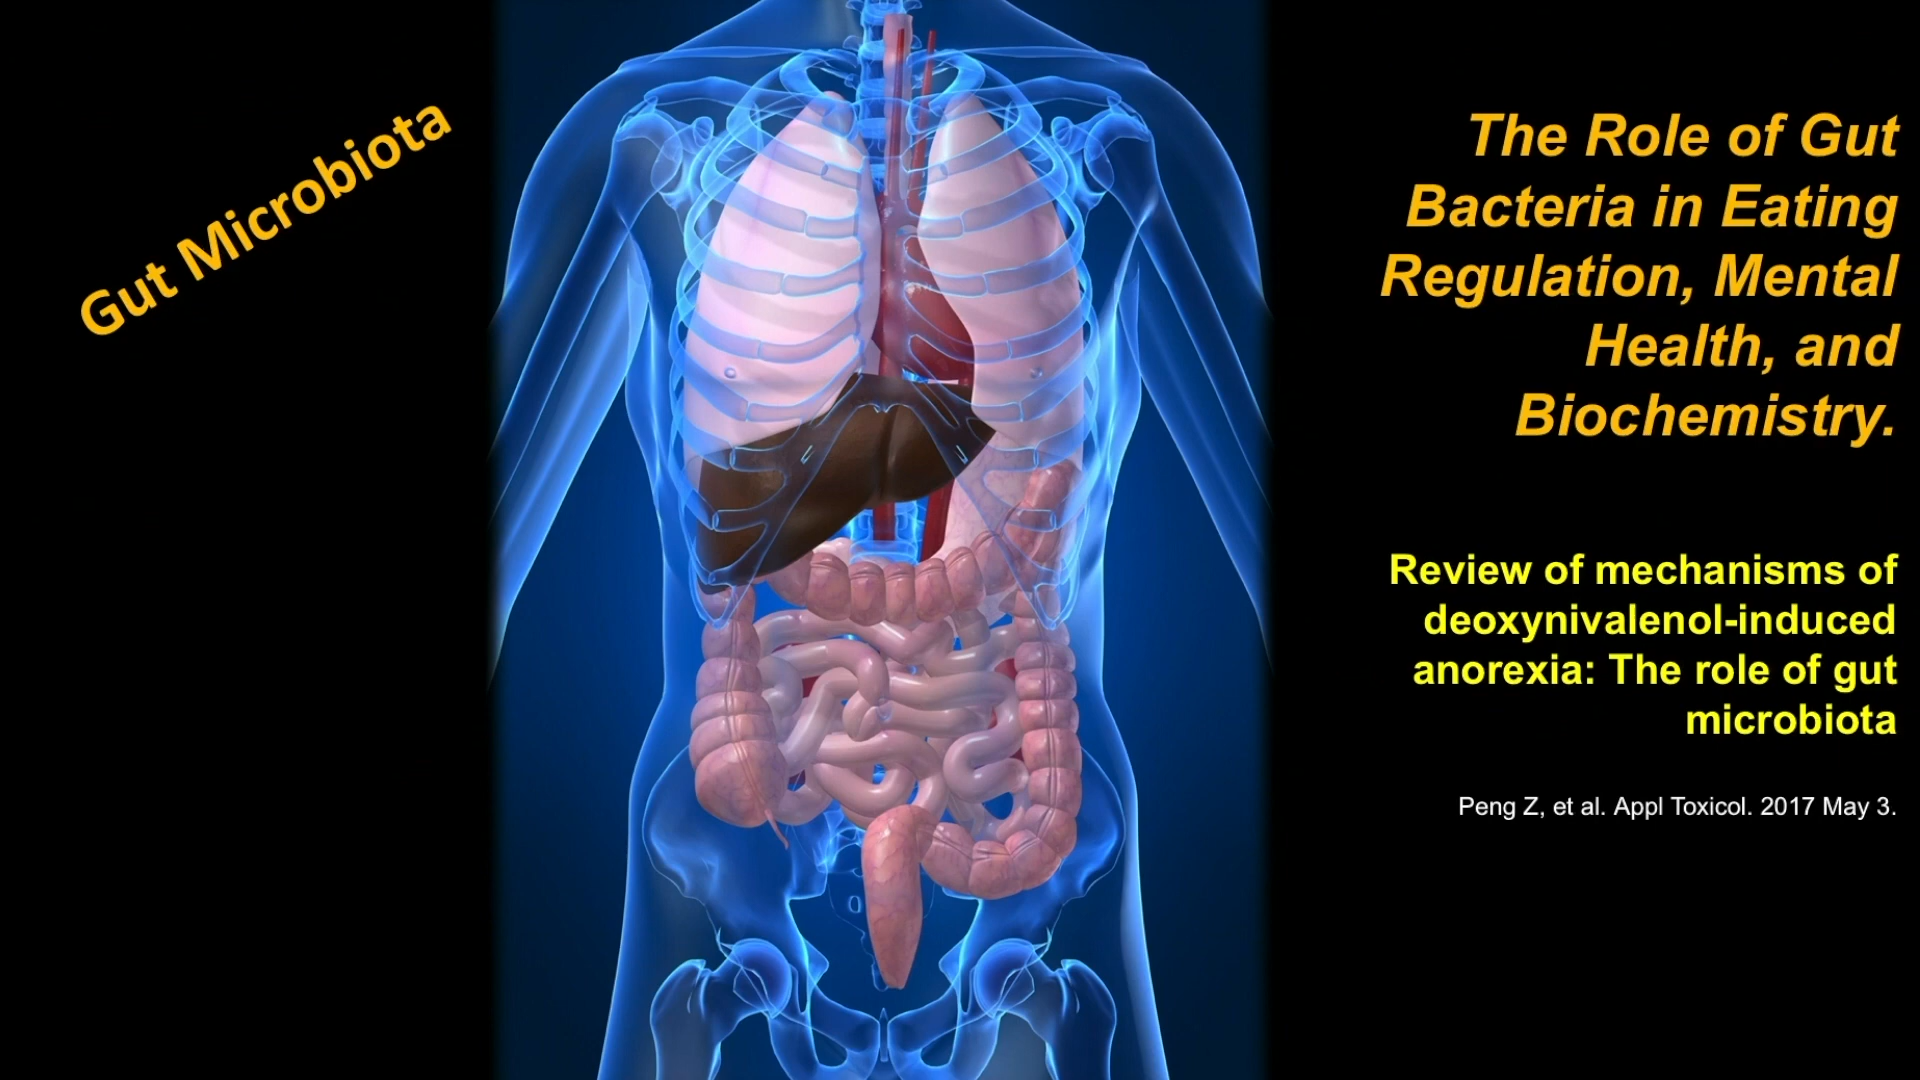 Gut Microbiota
The Role of Gut
Bacteria in Eating
Regulation, Mental
Health, and
Biochemistry.
Review of mechanisms of
deoxynivalenol-induced
anorexia: The role of gut
microbiota
Peng Z, et al. Appl Toxicol. 2017 May 3.